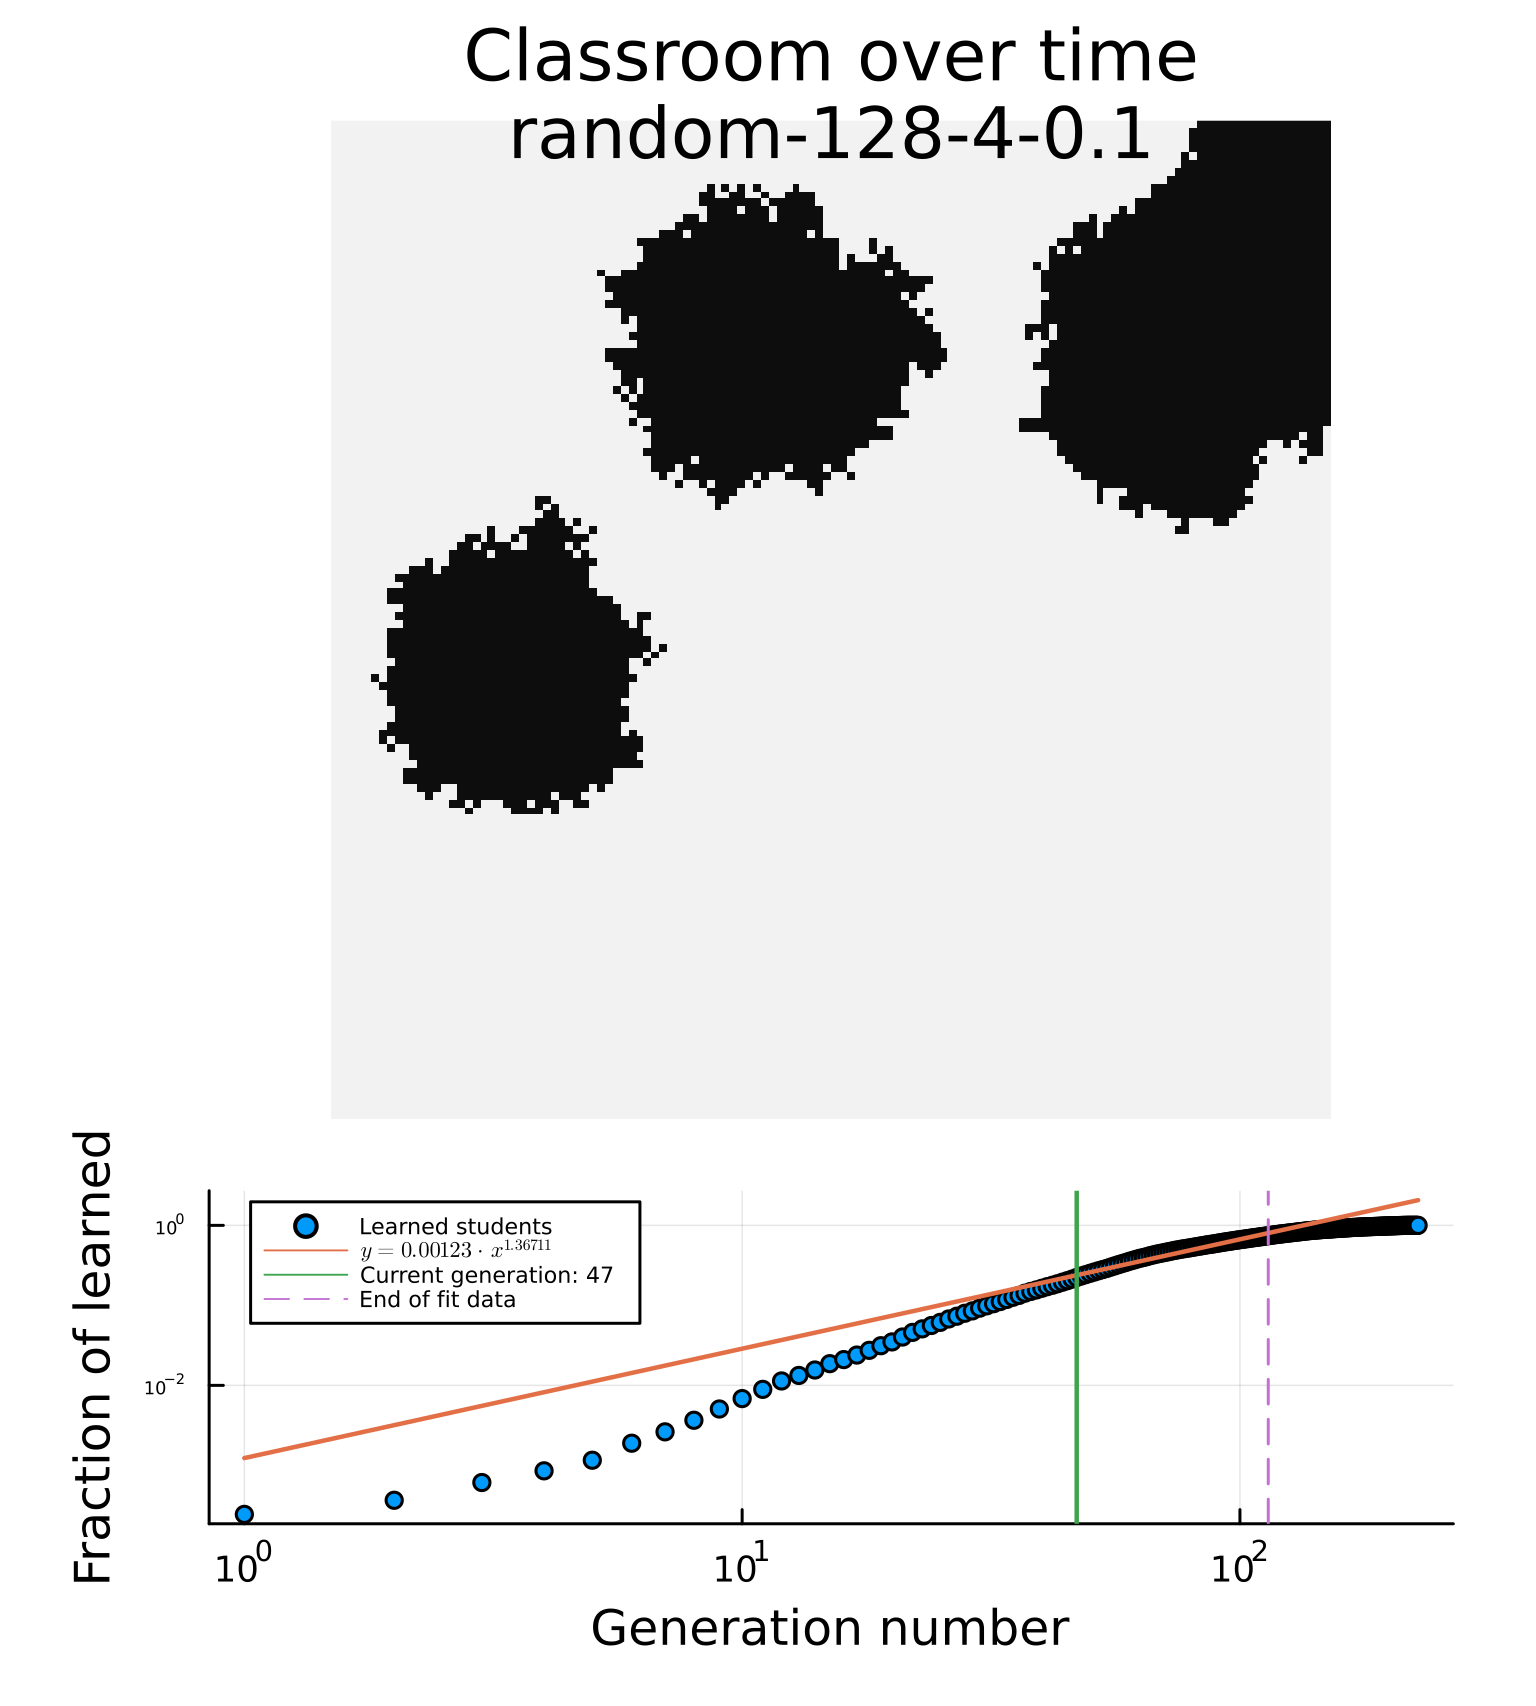 Classroom over time
random-128-4-0.1
Fraction of learned
10^0
10^-2
Learned students
y = 0.00123 · x^1.36711
Current generation: 47
End of fit data
10^0
10^1
10^2
Generation number